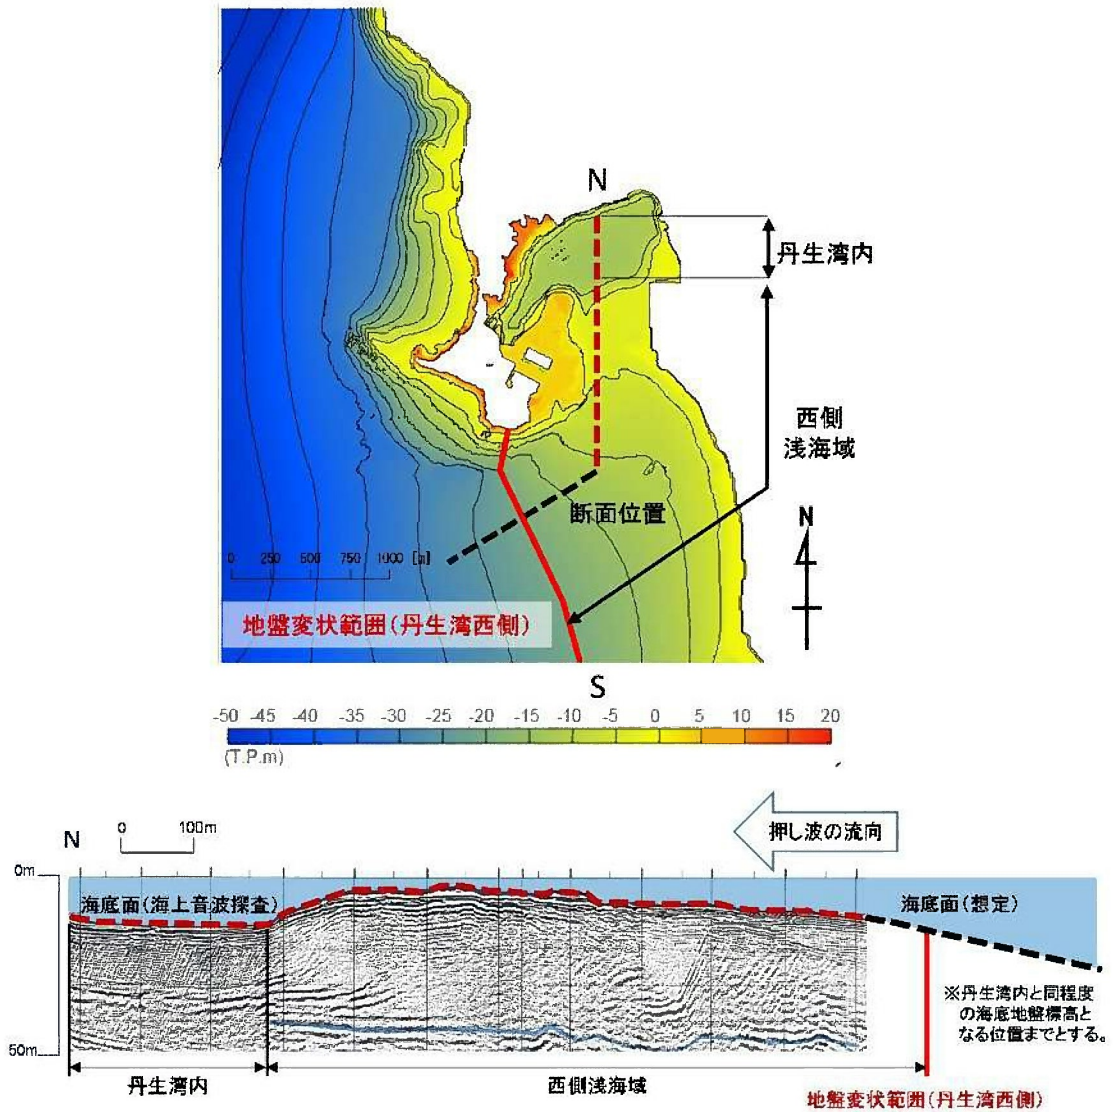 N
丹生湾内
西側
浅海域
断面位置
N
0 250 500 750 1000 [m]
地盤変状範囲(丹生湾西側)
S
-50 -45 -40 -35 -30 -25 -20 -15 -10 -5 0 5 10 15 20
(T.P.m)
押し波の流向
N
0 100m
0m
海底面(海上音波探査)
海底面(想定)
※丹生湾内と同程度
の海底地盤標高と
なる位置までとする。
50m
丹生湾内
西側浅海域
地盤変状範囲(丹生湾西側)